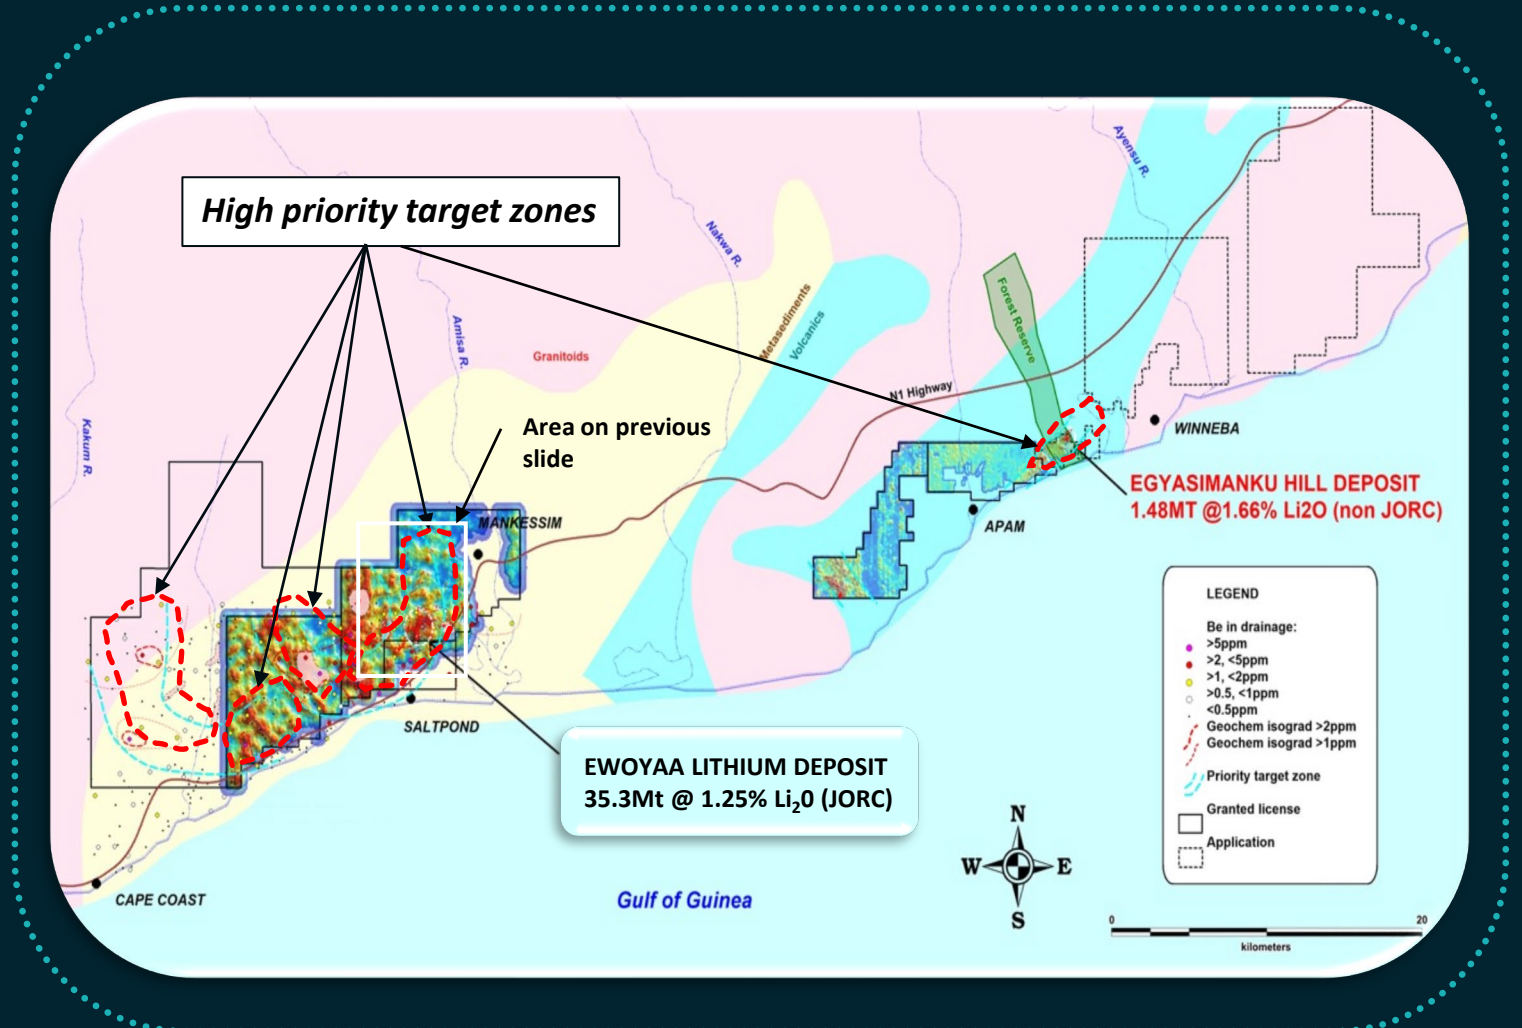 High priority target zones
Ayensu R.
Nakwa R.
Amisa R.
Kakum R.
Granitoids
Metasediments
Volcanics
Forest Reserve
N1 Highway
Area on previous
slide
MANKESSIM
WINNEBA
EGYASIMANKU HILL DEPOSIT
1.48MT @1.66% Li2O (non JORC)
APAM
SALTPOND
EWOYAA LITHIUM DEPOSIT
35.3Mt @ 1.25% Li₂0 (JORC)
CAPE COAST
Gulf of Guinea
N
W
E
S
LEGEND
Be in drainage:
>5ppm
>2, <5ppm
>1, <2ppm
>0.5, <1ppm
<0.5ppm
Geochem isograd >2ppm
Geochem isograd >1ppm
Priority target zone
Granted license
Application
0
20
kilometers